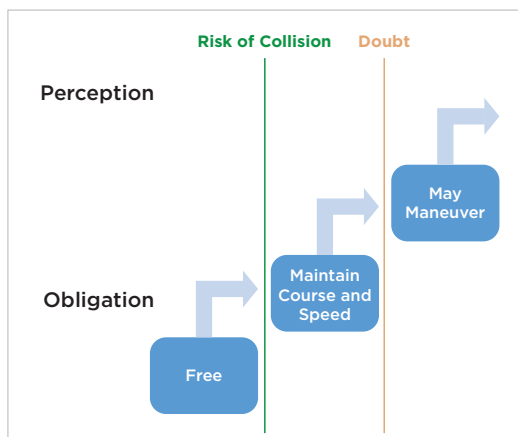 Risk of Collision
Doubt
Perception
May
Maneuver
Maintain
Course and
Speed
Obligation
Free